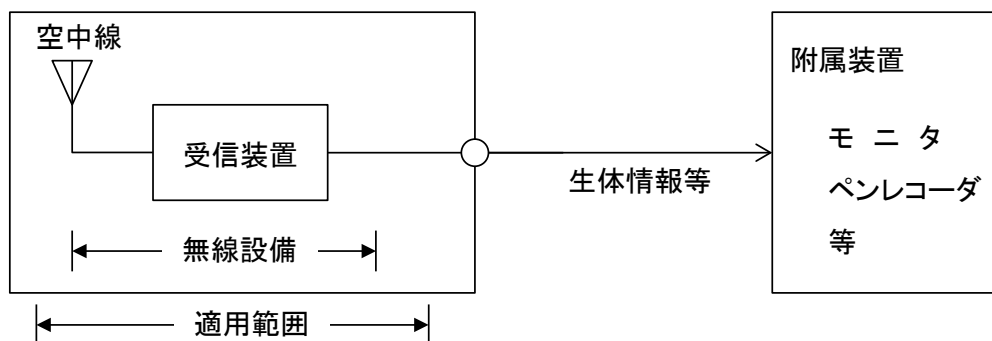 空中線
受信装置
無線設備
適用範囲
生体情報等
附属装置
モニタ
ペンレコーダ
等